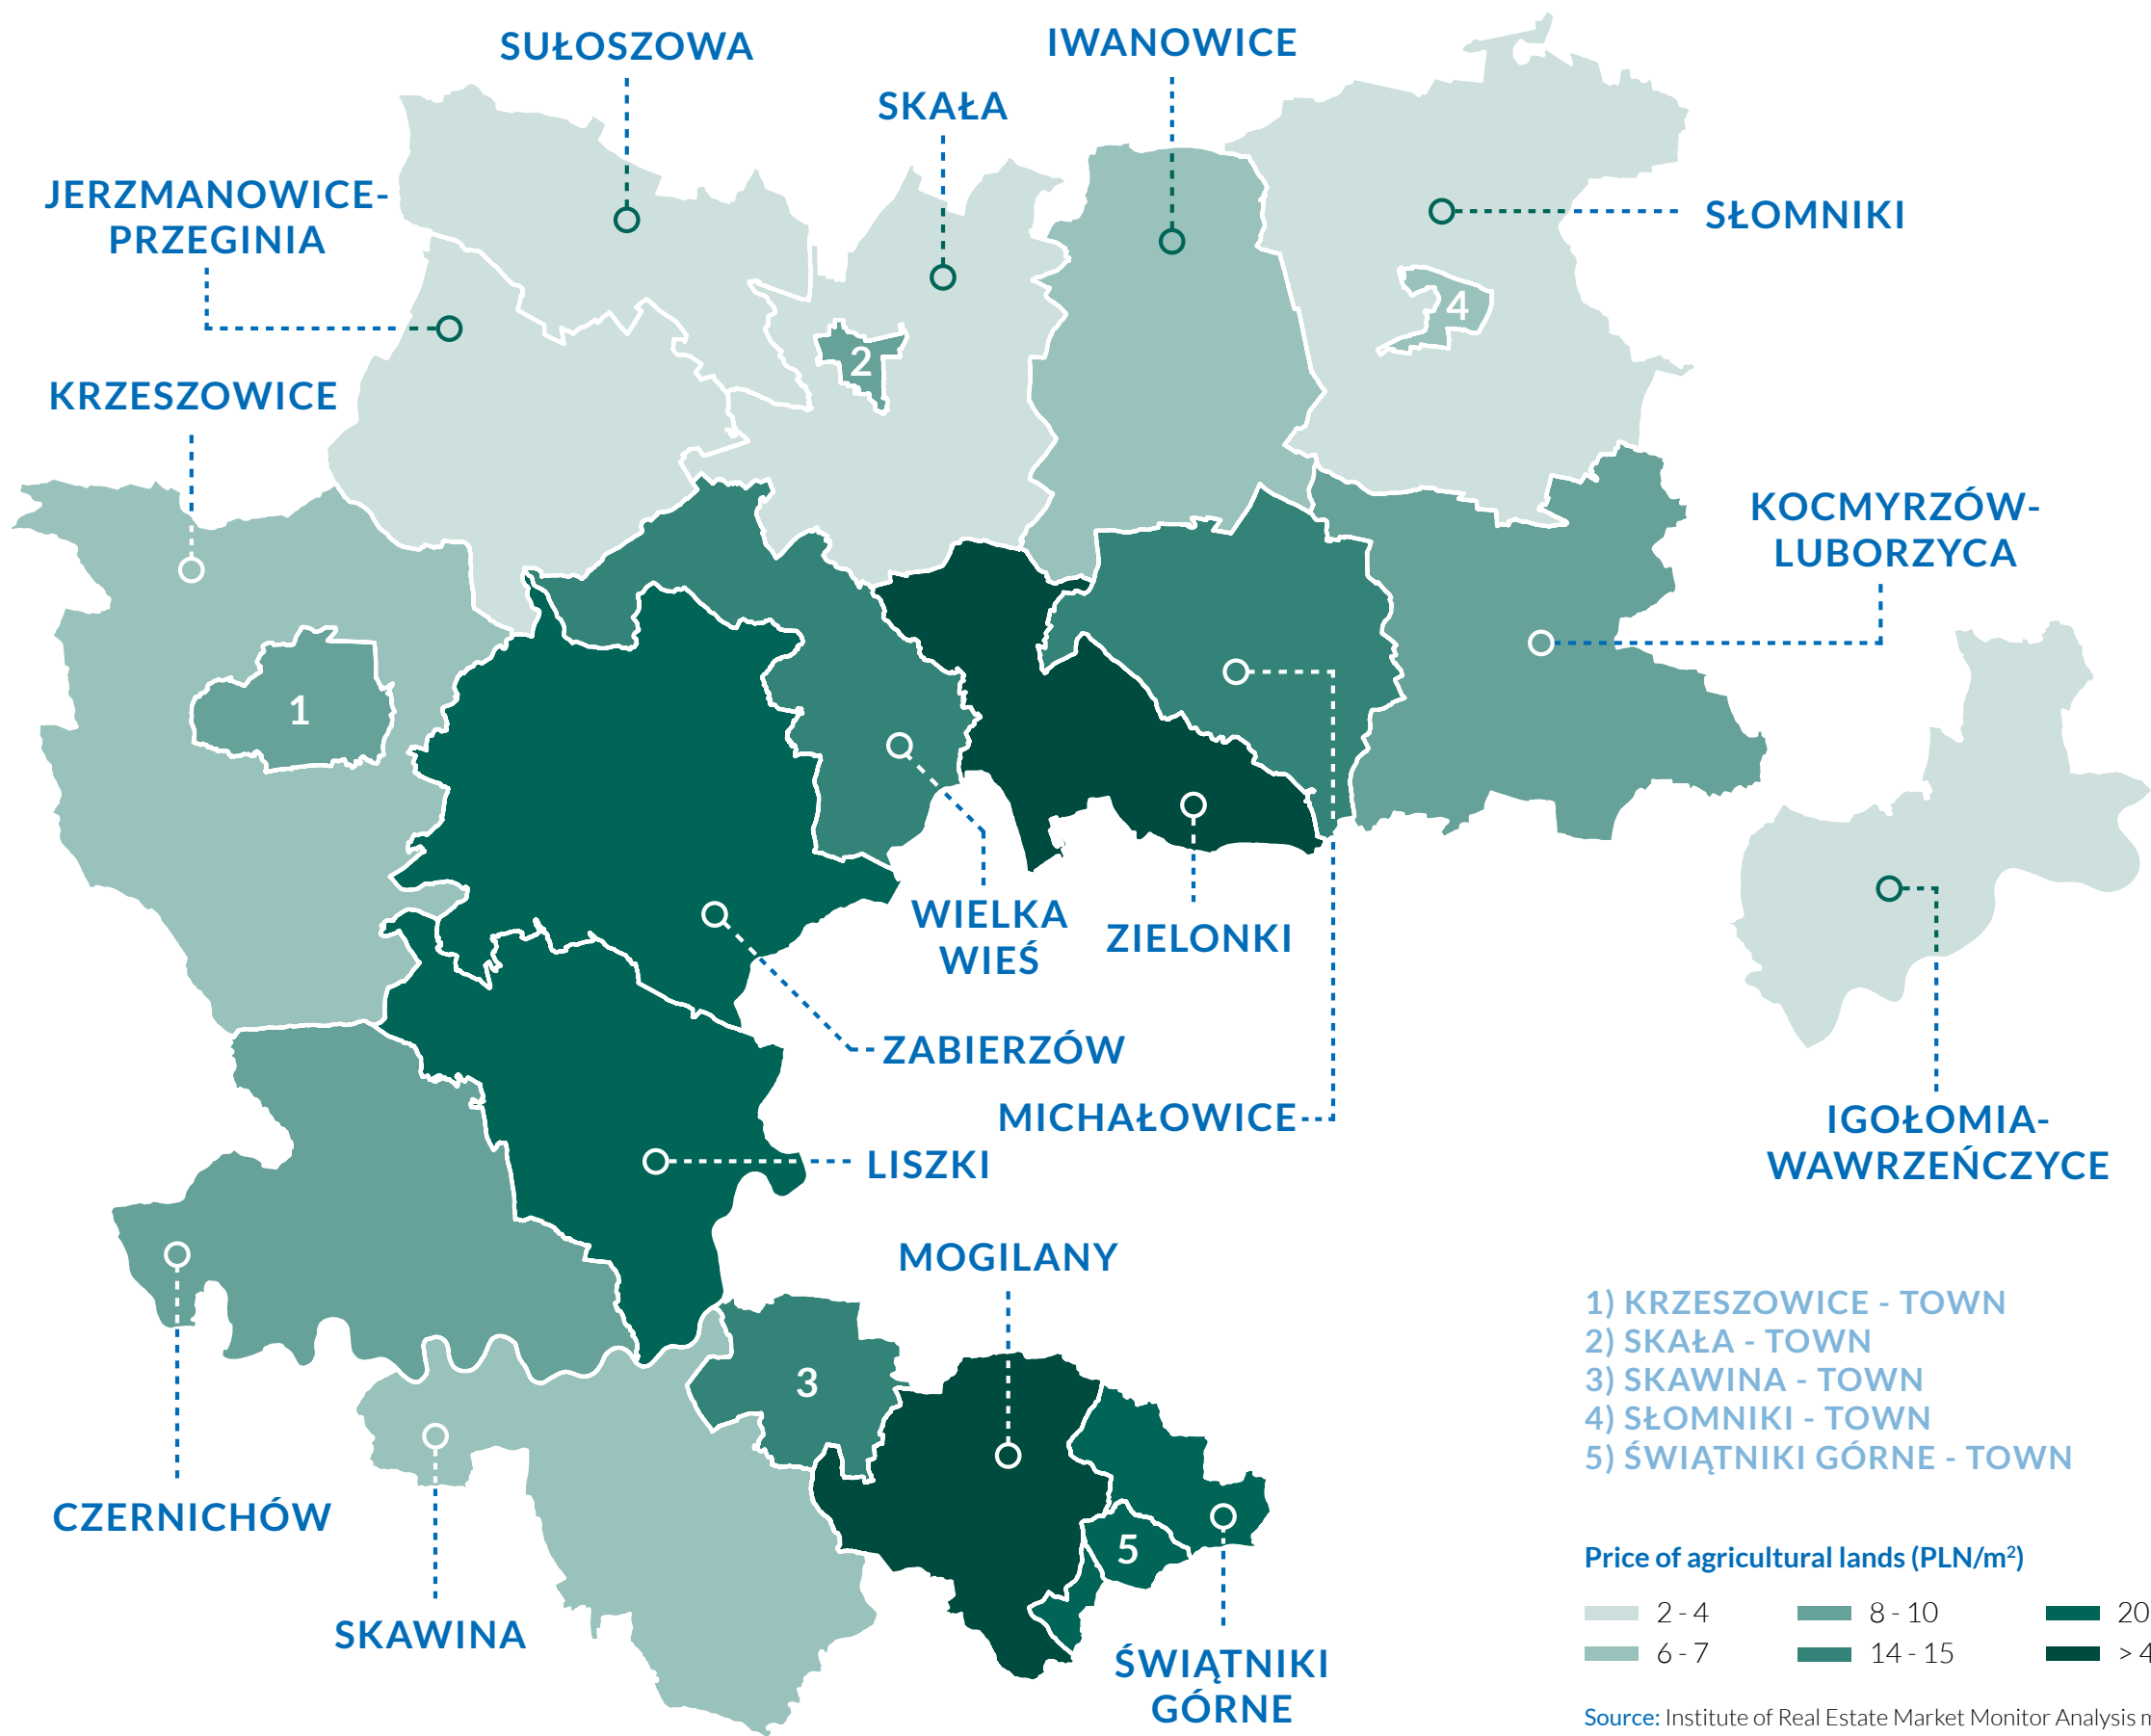 SUŁOSZOWA
IWANOWICE
SKAŁA
JERZMANOWICE-
PRZEGINIA
SŁOMNIKI
4
2
KRZESZOWICE
KOCMYRZÓW-
LUBORZYCA
1
WIELKA
WIEŚ
ZIELONKI
ZABIERZÓW
MICHAŁOWICE
IGOŁOMIA-
WAWRZEŃCZYCE
LISZKI
MOGILANY
3
5
CZERNICHÓW
SKAWINA
ŚWIĄTNIKI
GÓRNE
1) KRZESZOWICE - TOWN
2) SKAŁA - TOWN
3) SKAWINA - TOWN
4) SŁOMNIKI - TOWN
5) ŚWIĄTNIKI GÓRNE - TOWN
Price of agricultural lands (PLN/m²)
2 - 4
8 - 10
20
6 - 7
14 - 15
> 4
Source: Institute of Real Estate Market Monitor Analysis